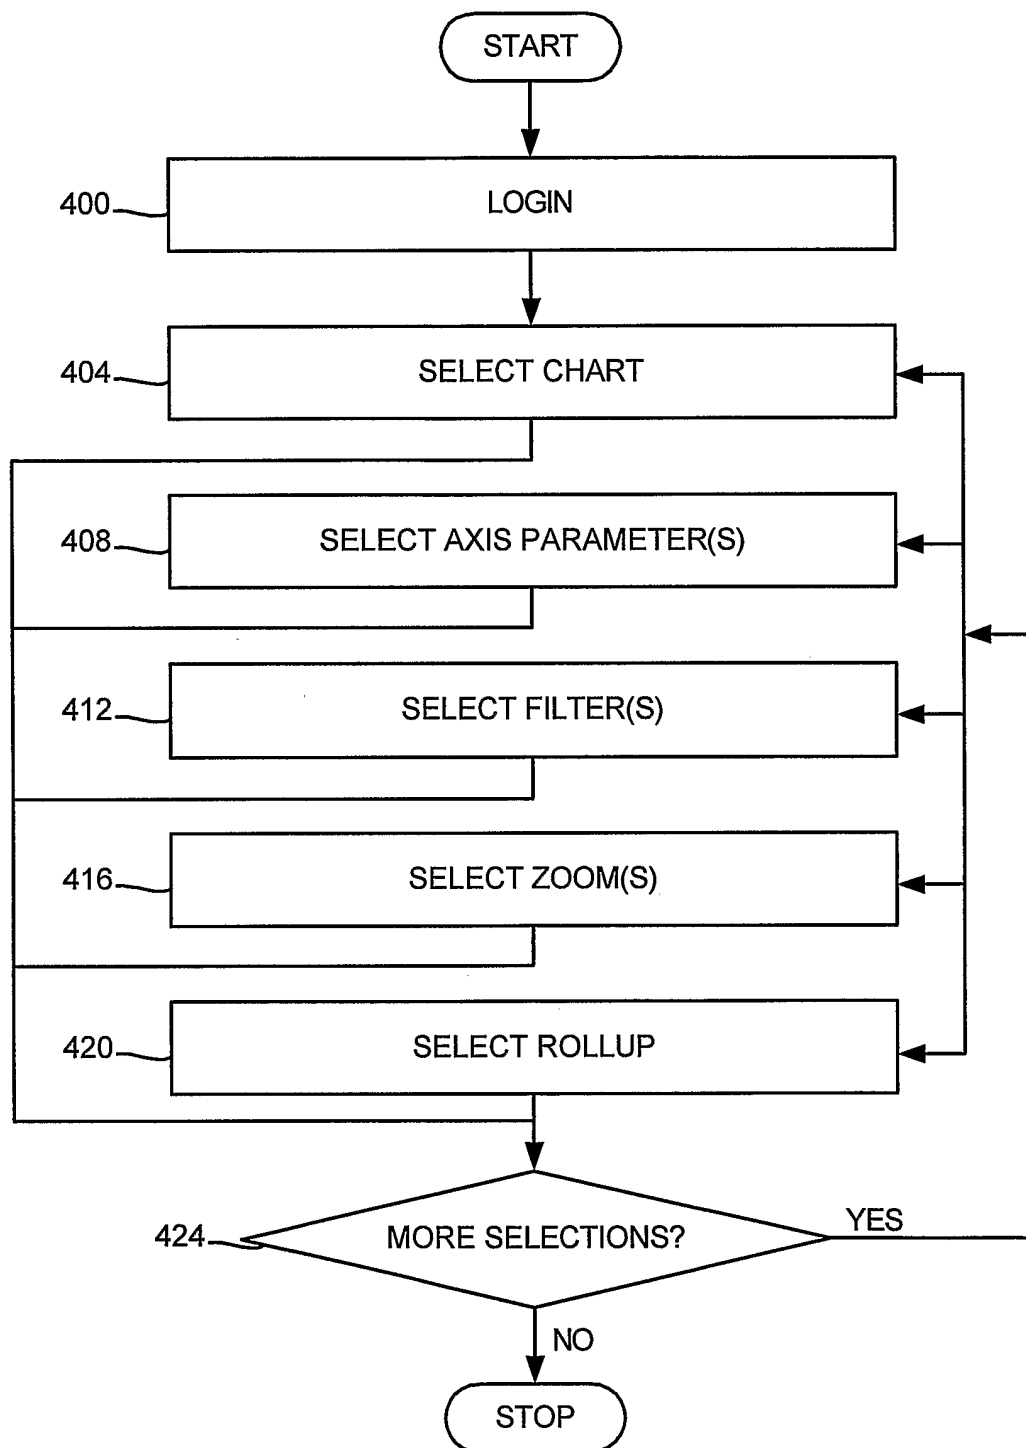 START
400
LOGIN
404
SELECT CHART
408
SELECT AXIS PARAMETER(S)
412
SELECT FILTER(S)
416
SELECT ZOOM(S)
420
SELECT ROLLUP
424
MORE SELECTIONS?
YES
NO
STOP